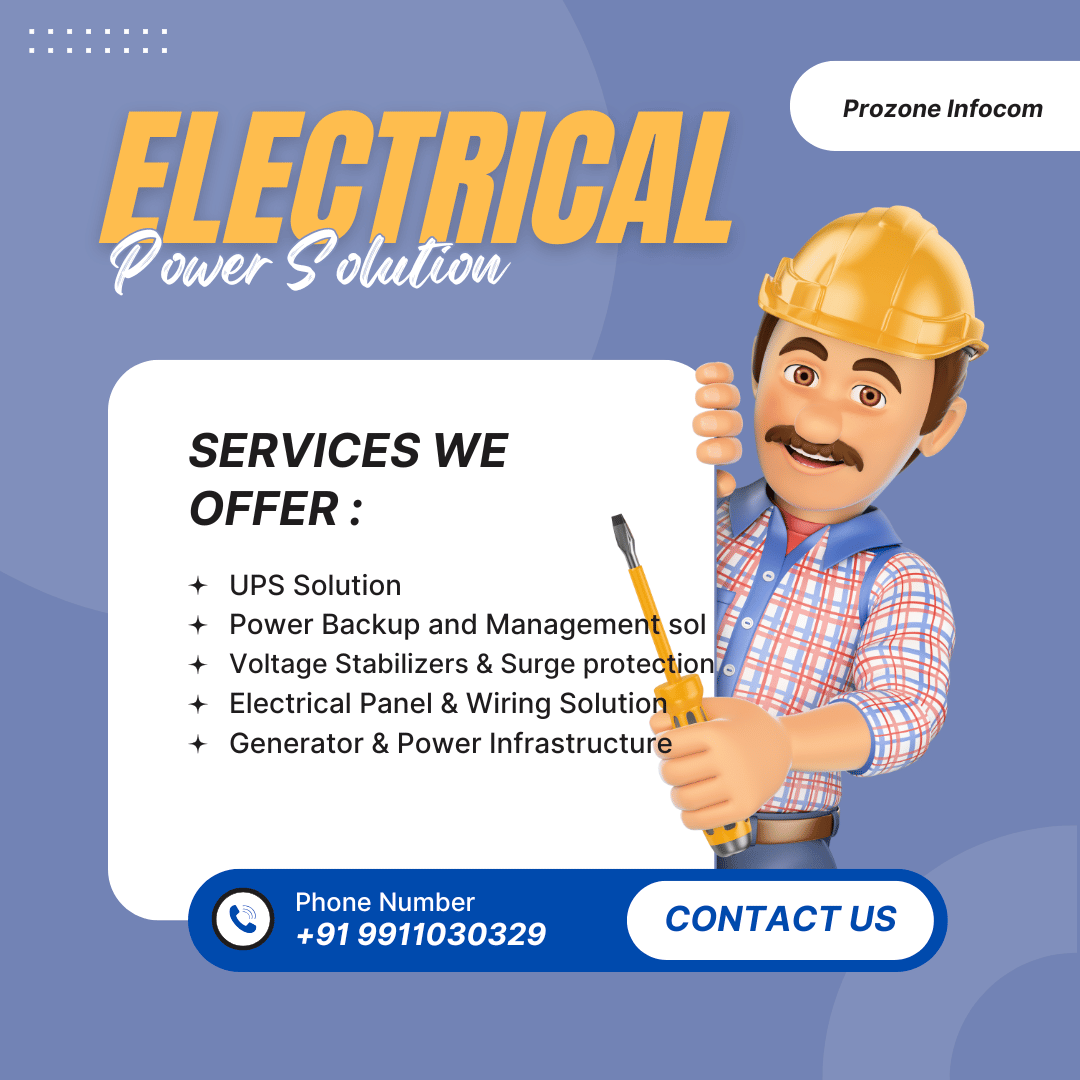 Prozone Infocom
ELECTRICAL
Power Solution
SERVICES WE
OFFER :
UPS Solution
Power Backup and Management sol
Voltage Stabilizers & Surge protection
Electrical Panel & Wiring Solution
Generator & Power Infrastructure
Phone Number
+91 9911030329
CONTACT US